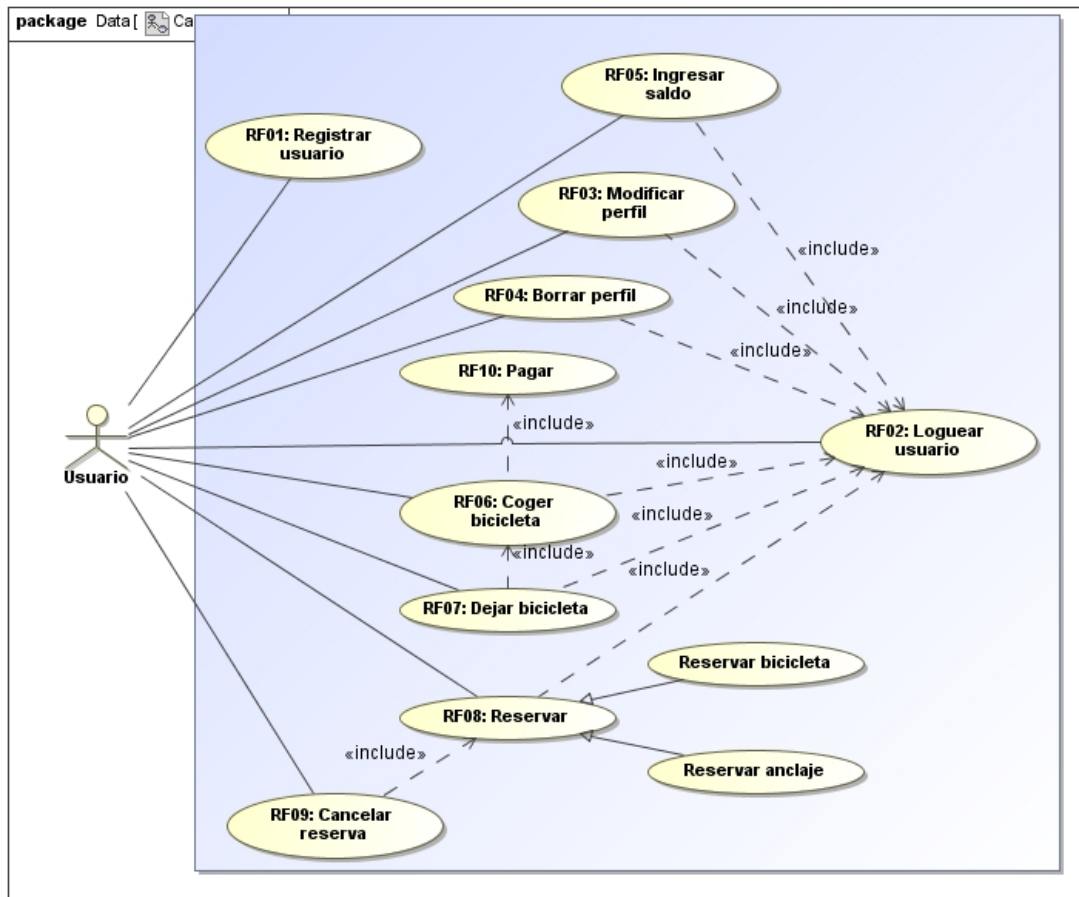 package Data [ Ca
RF05: Ingresar
saldo
RF01: Registrar
usuario
RF03: Modificar
perfil
«include»
RF04: Borrar perfil
«include»
«include»
RF10: Pagar
«include»
RF02: Loguear
usuario
«include»
Usuario
RF06: Coger
bicicleta
«include»
«include»
«include»
RF07: Dejar bicicleta
Reservar bicicleta
RF08: Reservar
«include»
Reservar anclaje
RF09: Cancelar
reserva